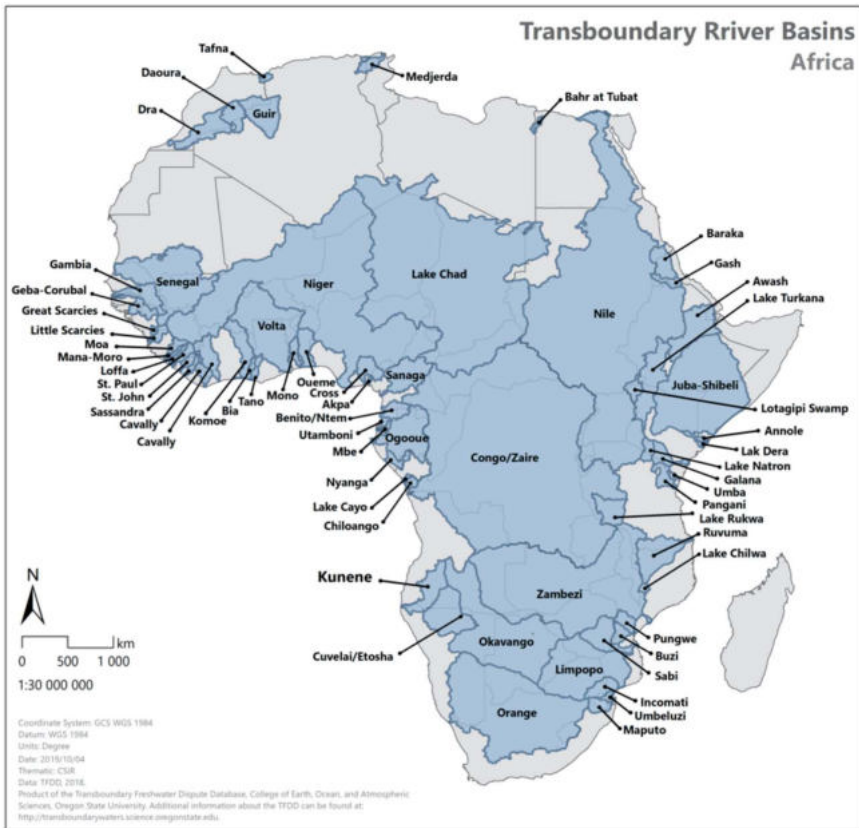 Transboundary Rriver Basins
Africa
Tafna
Daoura
Dra
Guir
Medjerda
Bahr at Tubat
Baraka
Gash
Awash
Lake Turkana
Gambia
Geba-Corubal
Great Scarcies
Little Scarcies
Moa
Mana-Moro
Loffa
St. Paul
St. John
Sassandra
Cavally
Cavally
Senegal
Niger
Lake Chad
Nile
Volta
Komoe
Bia
Tano
Mono
Oueme
Cross
Akpa
Sanaga
Benito/Ntem
Utamboni
Mbe
Ogooue
Nyanga
Lake Cayo
Chiloango
Congo/Zaire
Juba-Shibeli
Lotagipi Swamp
Annole
Lak Dera
Lake Natron
Galana
Umba
Pangani
Lake Rukwa
Ruvuma
Lake Chilwa
Kunene
Zambezi
Cuvelai/Etosha
Okavango
Pungwe
Buzi
Sabi
Limpopo
Incomati
Umbeluzi
Maputo
Orange
N
km
0 500 1 000
1:30 000 000
Coordinate System: GCS WGS 1984
Datum: WGS 1984
Units: Degree
Date: 2019/10/04
Thematic: CSIR
Data: TFDD, 2018.
Product of the Transboundary Freshwater Dispute Database, College of Earth, Ocean, and Atmospheric
Sciences, Oregon State University. Additional information about the TFDD can be found at:
http://transboundarywaters.science.oregonstate.edu.